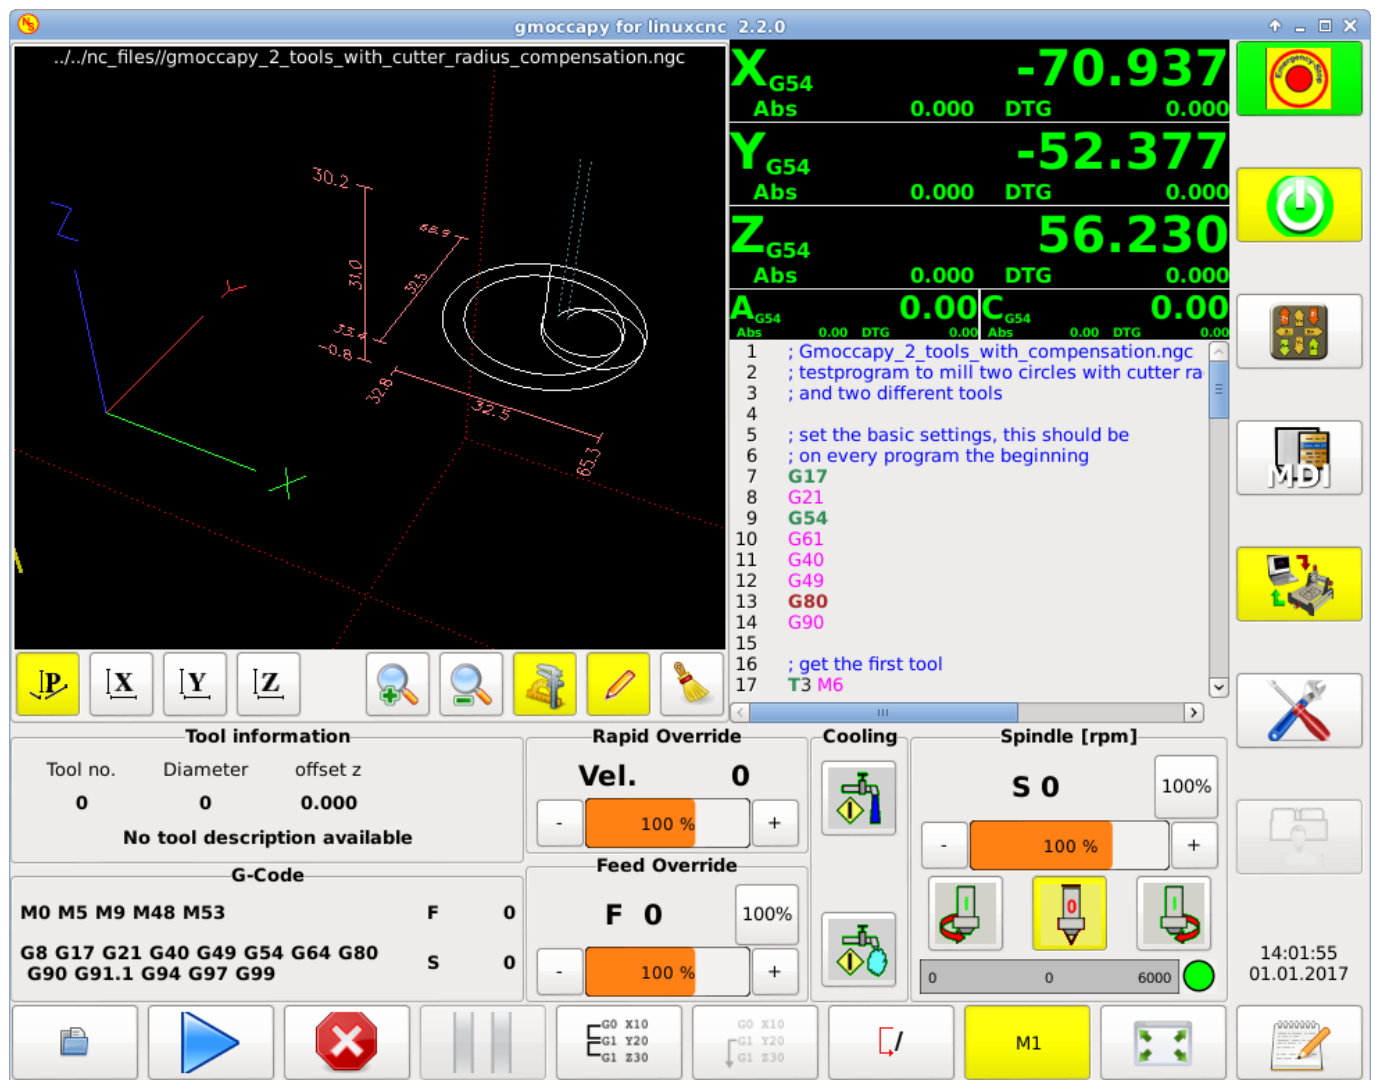 gmoccapy for linuxcnc 2.2.0
../../nc_files//gmoccapy_2_tools_with_cutter_radius_compensation.ngc
30.2
Z
68.9
31.0
32.5
Y
33.4
-0.8
32.8
32.5
65.3
X
X G54 -70.937
Abs 0.000 DTG 0.000
Y G54 -52.377
Abs 0.000 DTG 0.000
Z G54 56.230
Abs 0.000 DTG 0.000
A G54 0.00 C G54 0.00
Abs 0.00 DTG 0.00 Abs 0.00 DTG 0.00
1 ; Gmoccapy_2_tools_with_compensation.ngc
2 ; testprogram to mill two circles with cutter ra
3 ; and two different tools
4
5 ; set the basic settings, this should be
6 ; on every program the beginning
7 G17
8 G21
9 G54
10 G61
11 G40
12 G49
13 G80
14 G90
15
16 ; get the first tool
17 T3 M6
Emergency-Stop
MDI
P X Y Z
Tool information
Tool no. Diameter offset z
0 0 0.000
No tool description available
G-Code
M0 M5 M9 M48 M53 F 0
G8 G17 G21 G40 G49 G54 G64 G80
G90 G91.1 G94 G97 G99
S 0
Rapid Override
Vel. 0
- 100 % +
Feed Override
F 0 100%
- 100 % +
Cooling
Spindle [rpm]
S 0 100%
- 100 % +
I 0 I
0 0 6000
14:01:55
01.01.2017
G0 X10
G1 Y20
G1 Z30
G0 X10
G1 Y20
G1 Z30
M1